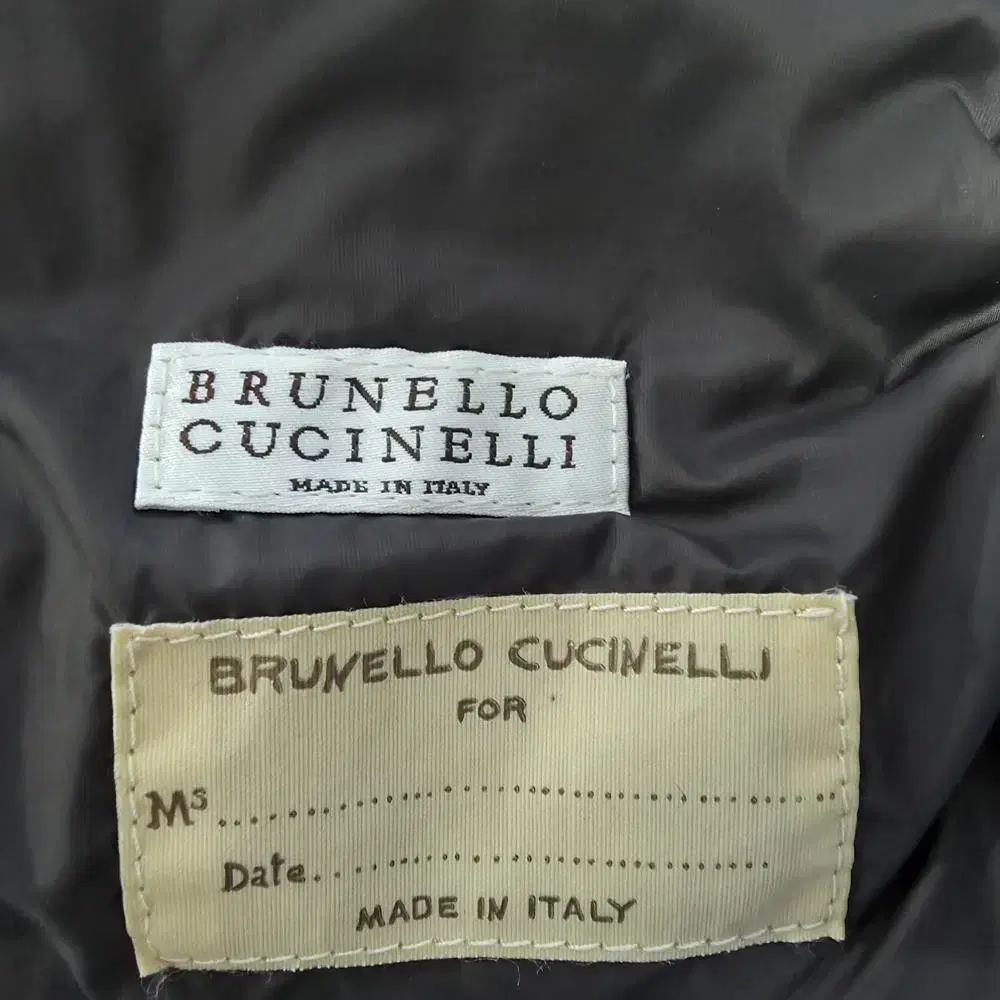 BRUNELLO
CUCINELLI
MADE IN ITALY
BRUNELLO CUCINELLI
FOR
Ms........................................
Date..............................
MADE IN ITALY